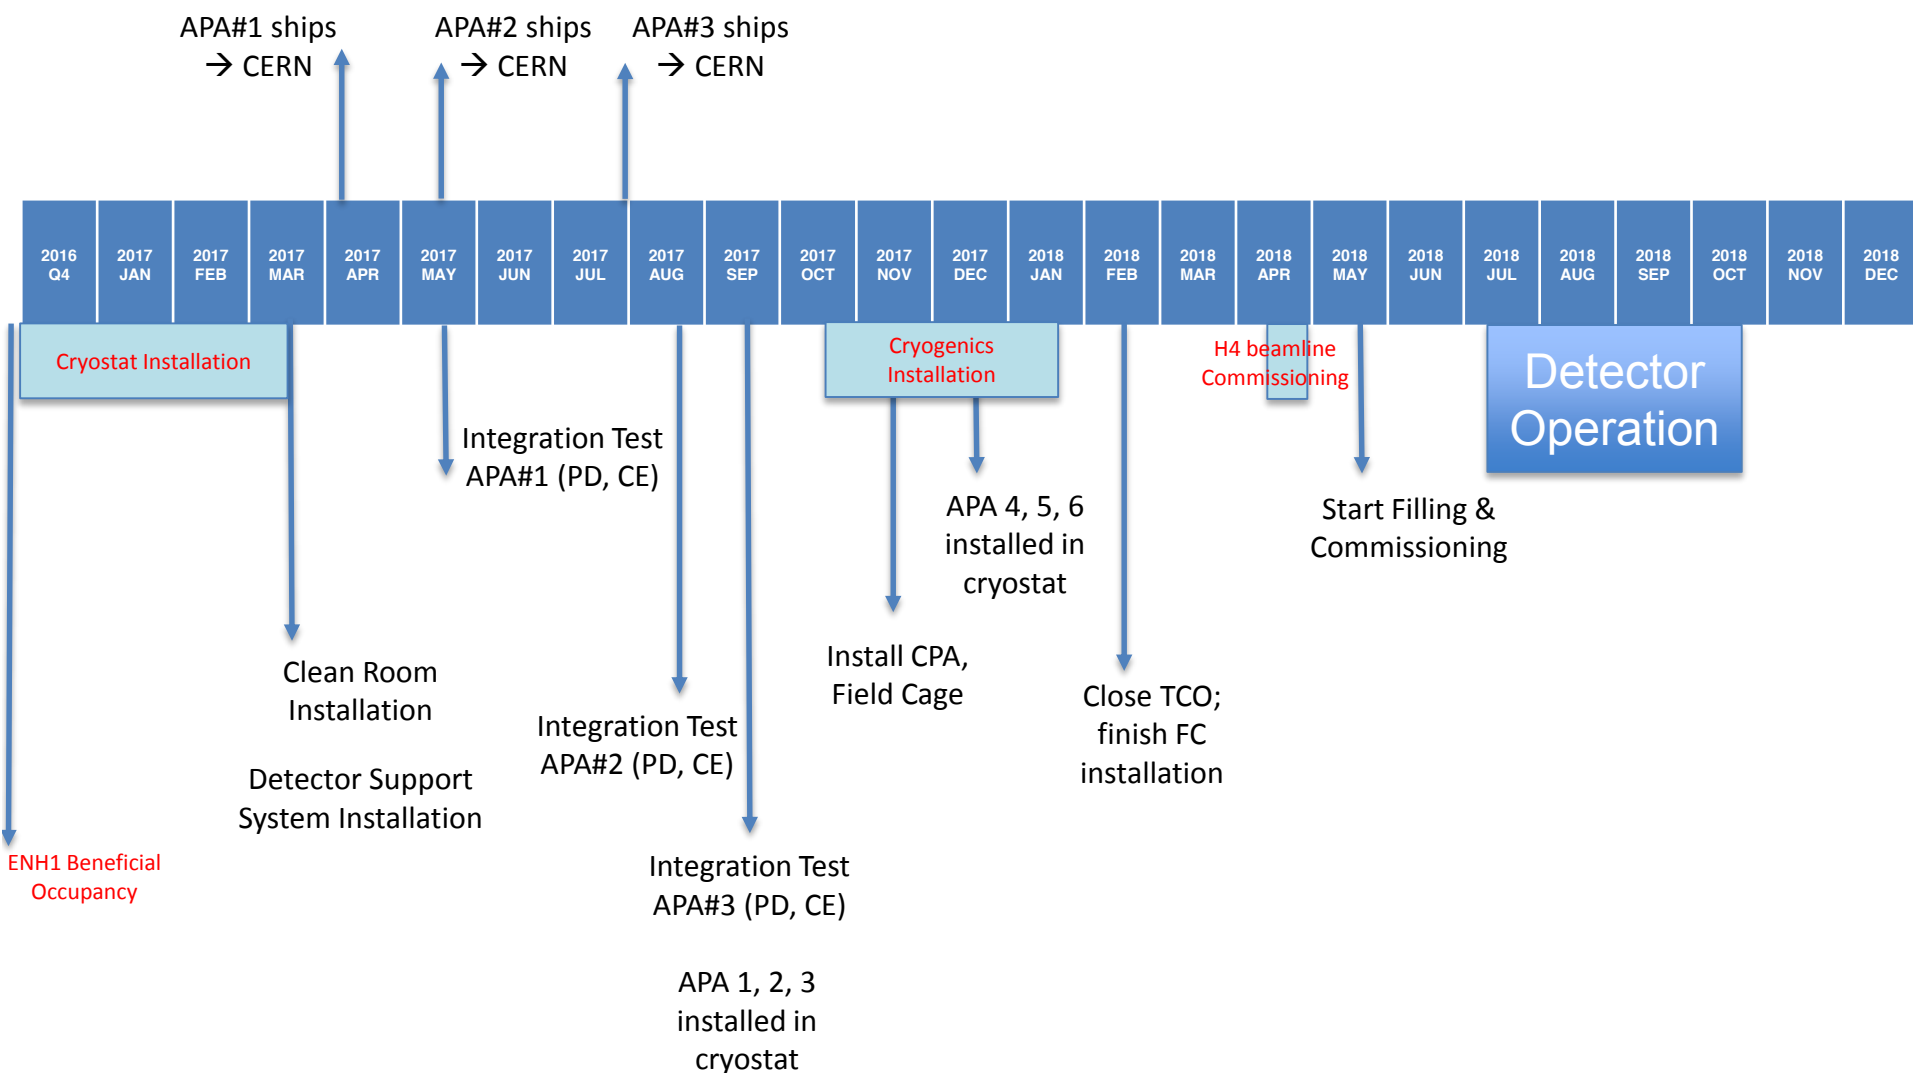 APA#1 ships
→ CERN
APA#2 ships
→ CERN
APA#3 ships
→ CERN
2016
Q4
2017
JAN
2017
FEB
2017
MAR
2017
APR
2017
MAY
2017
JUN
2017
JUL
2017
AUG
2017
SEP
2017
OCT
2017
NOV
2017
DEC
2018
JAN
2018
FEB
2018
MAR
2018
APR
2018
MAY
2018
JUN
2018
JUL
2018
AUG
2018
SEP
2018
OCT
2018
NOV
2018
DEC
Cryostat Installation
Cryogenics
Installation
H4 beamline
Commissioning
Detector
Operation
Integration Test
APA#1 (PD, CE)
APA 4, 5, 6
installed in
cryostat
Start Filling &
Commissioning
Clean Room
Installation
Detector Support
System Installation
Install CPA,
Field Cage
Close TCO;
finish FC
installation
Integration Test
APA#2 (PD, CE)
ENH1 Beneficial
Occupancy
Integration Test
APA#3 (PD, CE)
APA 1, 2, 3
installed in
cryostat